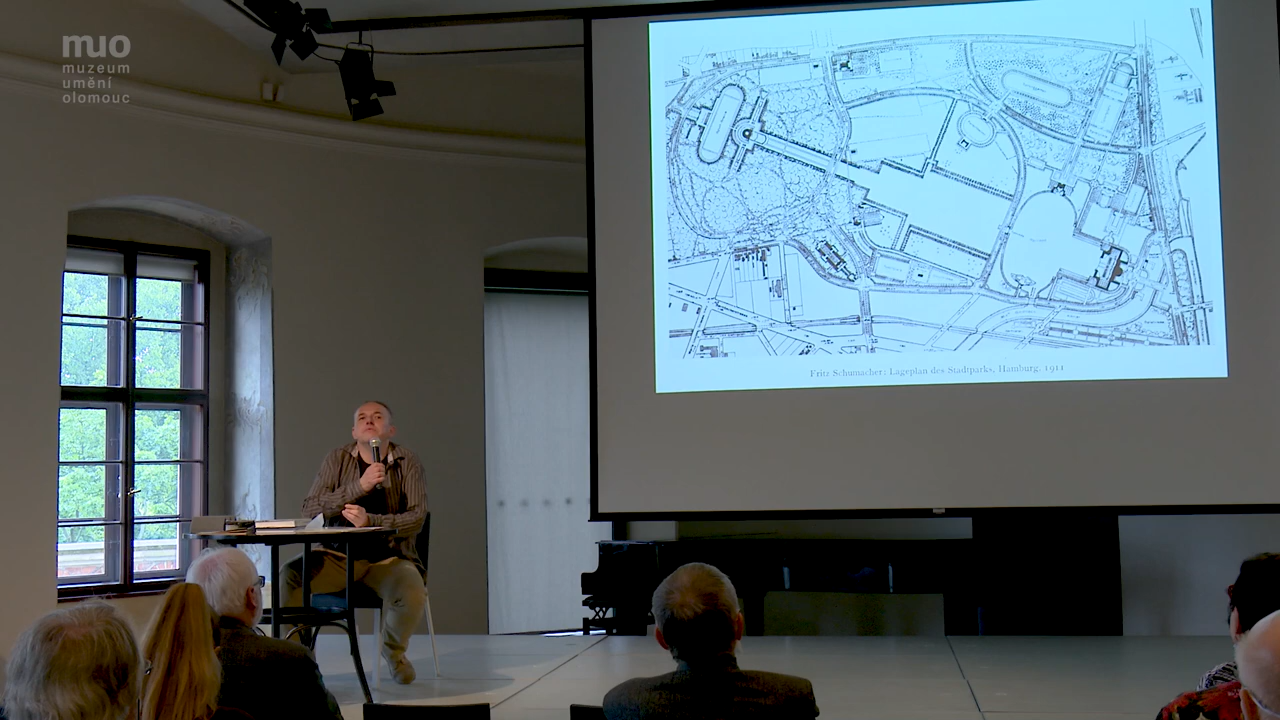 muo
muzeum
umění
olomouc
Fritz Schumacher: Lageplan des Stadtparks, Hamburg. 1911